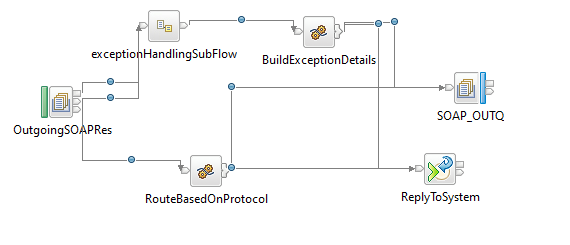 exceptionHandlingSubFlow
BuildExceptionDetails
OutgoingSOAPRes
SOAP_OUTQ
RouteBasedOnProtocol
ReplyToSystem